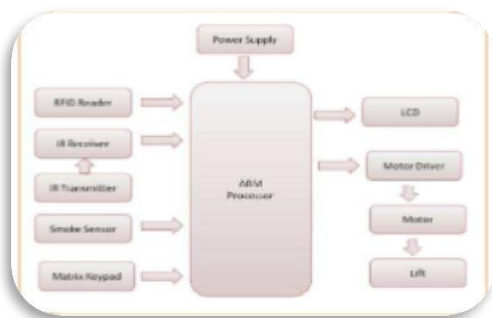 Power Supply
RFID Reader
IR Receiver
IR Transmitter
Smoke Sensor
Matrix Keypad
ARM
Processor
LCD
Motor Driver
Motor
Lift